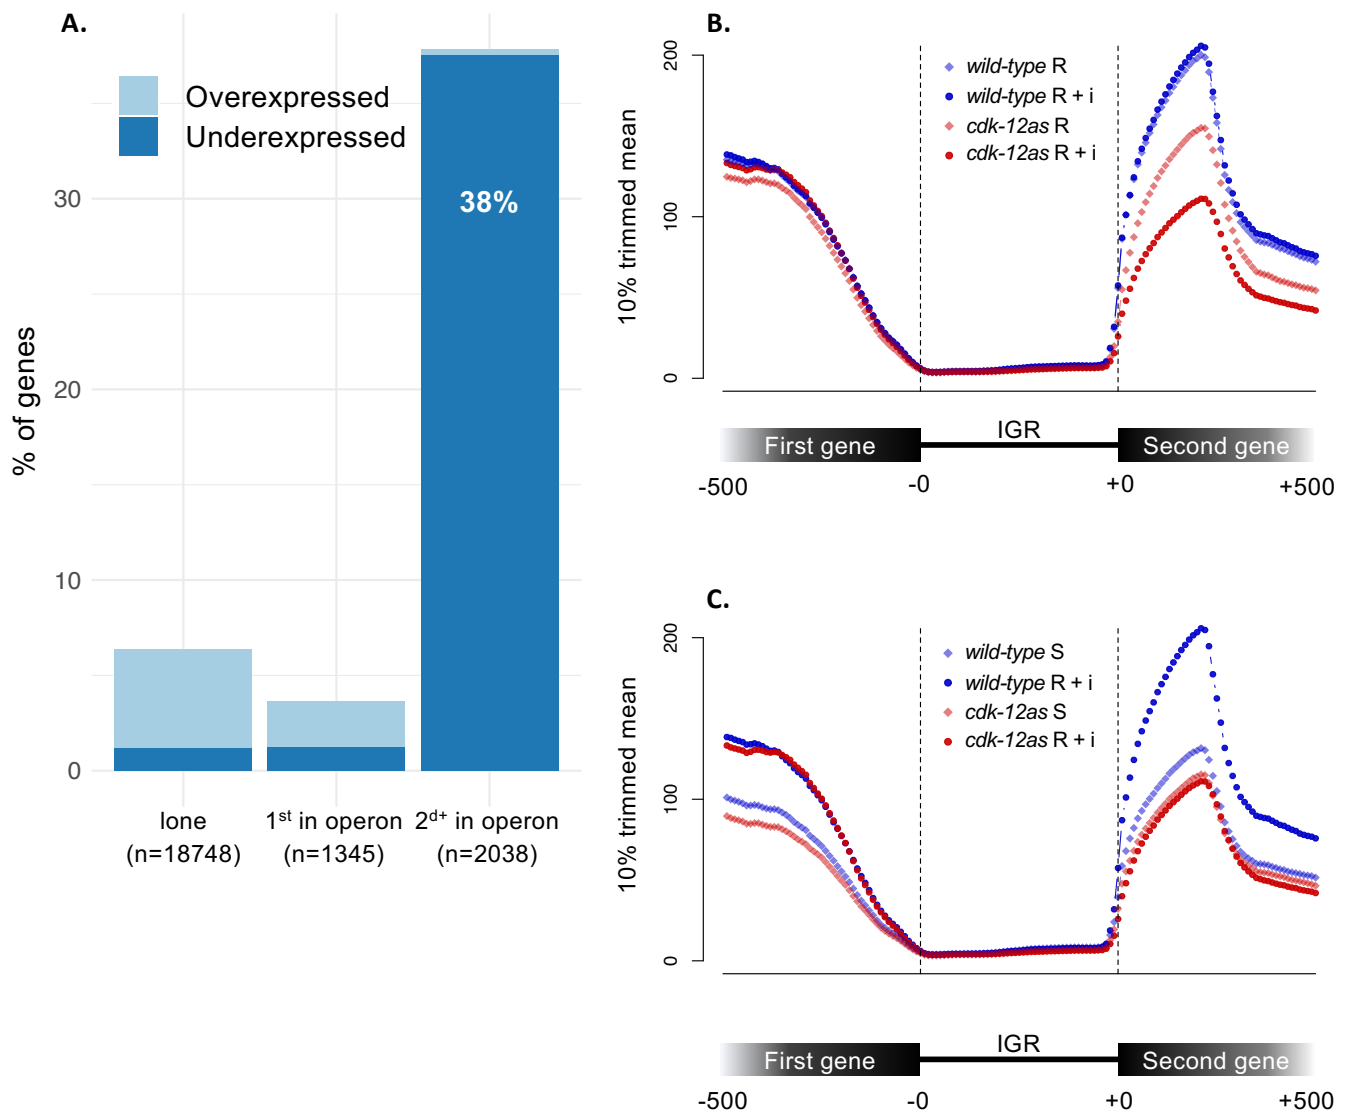 A.
Overexpressed
Underexpressed
38%
% of genes
30
20
10
0
lone
(n=18748)
1st in operon
(n=1345)
2d+ in operon
(n=2038)
B.
10% trimmed mean
200
100
0
wild-type R
wild-type R + i
cdk-12as R
cdk-12as R + i
First gene
IGR
Second gene
-500
-0
+0
+500
C.
10% trimmed mean
200
100
0
wild-type S
wild-type R + i
cdk-12as S
cdk-12as R + i
First gene
IGR
Second gene
-500
-0
+0
+500